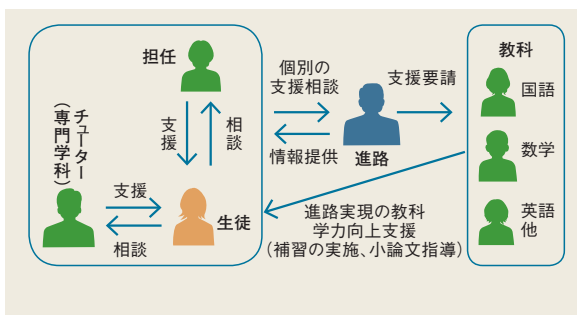 担任
チューター
（専門学科）
支援
相談
支援
相談
生徒
個別の
支援相談
情報提供
進路
支援要請
進路実現の教科
学力向上支援
（補習の実施、小論文指導）
教科
国語
数学
英語
他